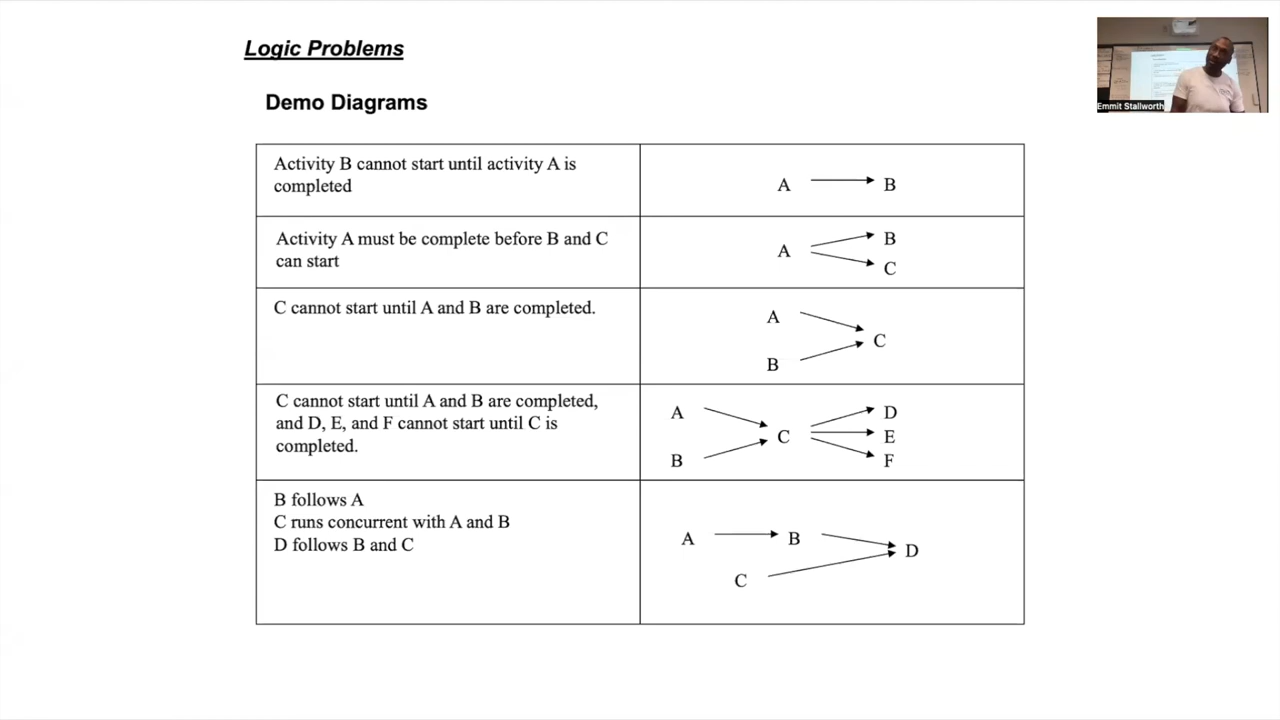 Logic Problems
Emmit Stallworth
Demo Diagrams
Activity B cannot start until activity A is
completed
A B
Activity A must be complete before B and C
can start
A
B
C
C cannot start until A and B are completed.
A
B
C
C cannot start until A and B are completed,
and D, E, and F cannot start until C is
completed.
A
B
C
D
E
F
B follows A
C runs concurrent with A and B
D follows B and C
A B
C
D